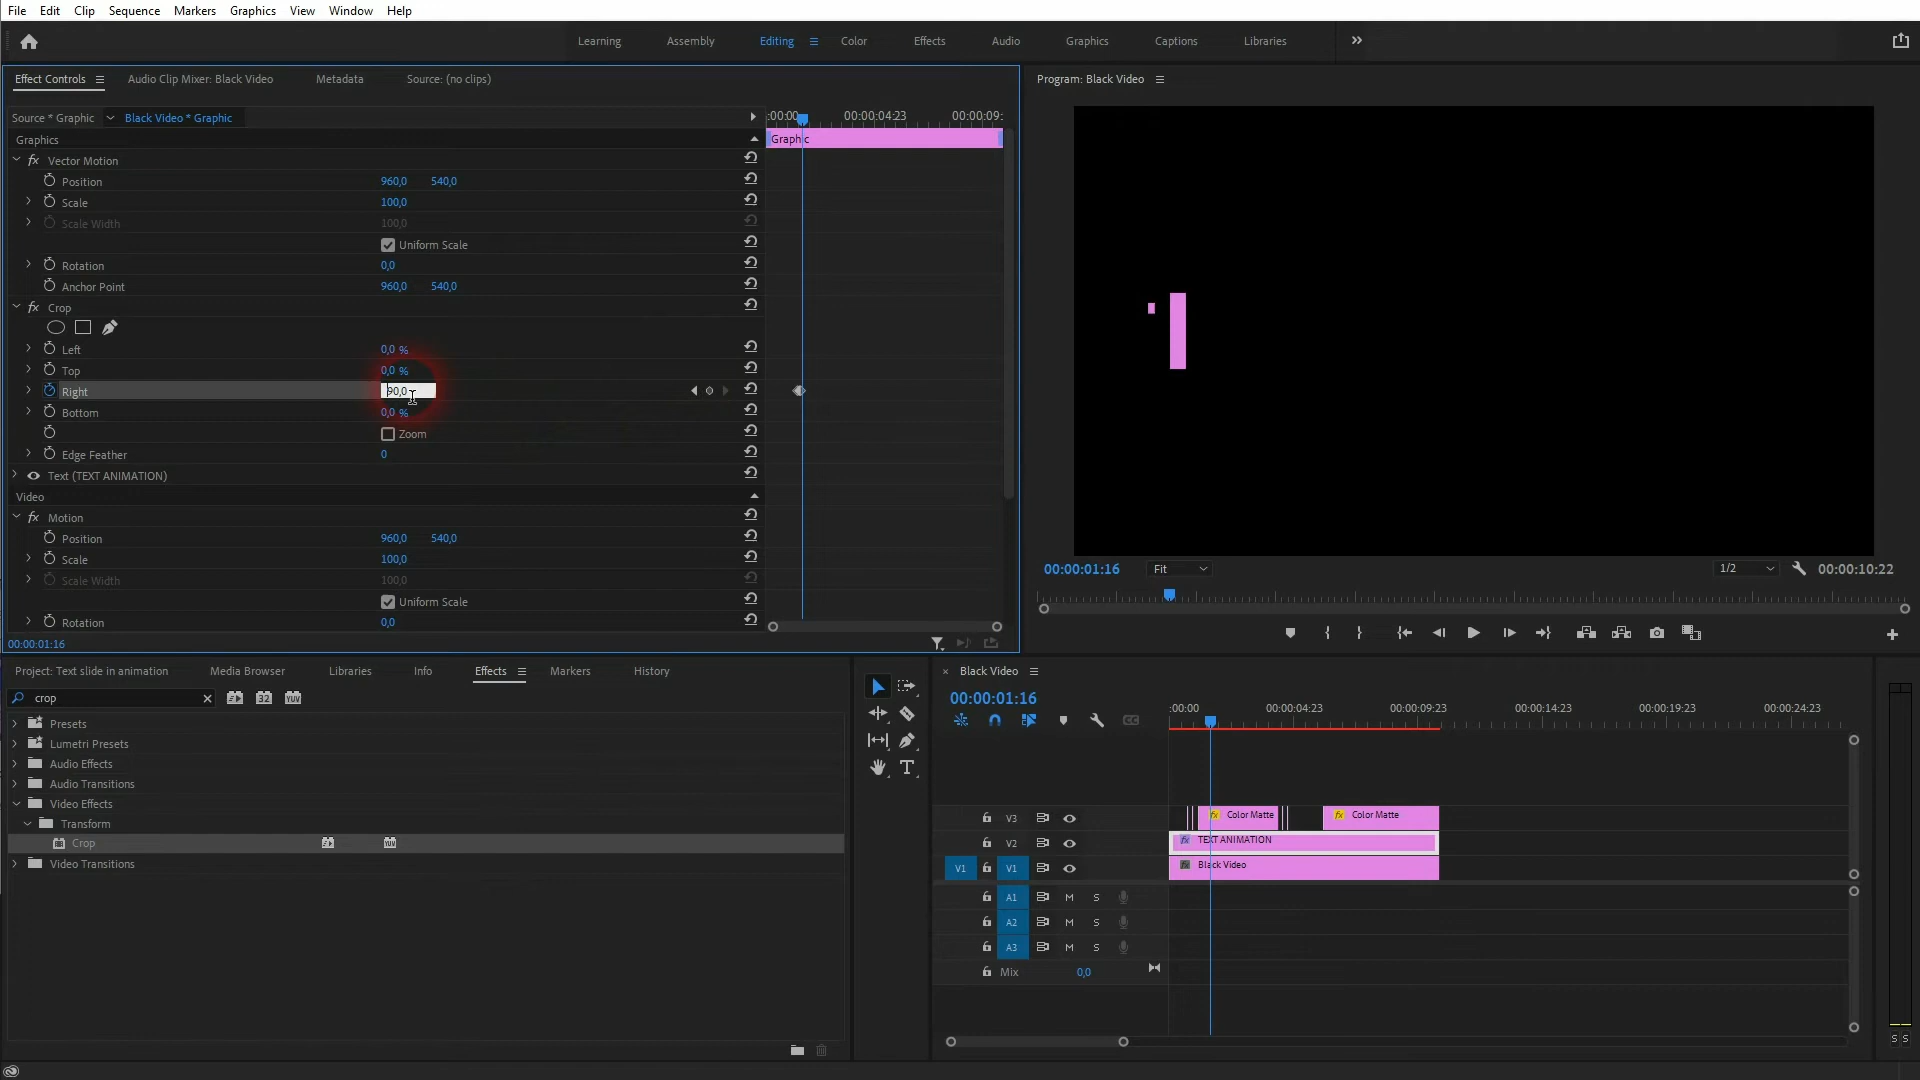 File Edit Clip Sequence Markers Graphics View Window Help
Learning Assembly Editing Color Effects Audio Graphics Captions Libraries
Effect Controls Audio Clip Mixer: Black Video Metadata Source: (no clips)
Program: Black Video
Source * Graphic Black Video * Graphic
:00:00 00:00:04:23 00:00:09:
Graphics
Graphic
Vector Motion
Position 960,0 540,0
Scale 100,0
Scale Width 100,0
Uniform Scale
Rotation 0,0
Anchor Point 960,0 540,0
Crop
Left 0,0 %
Top 0,0 %
Right 90,0
Bottom 0,0 %
Zoom
Edge Feather 0
Text (TEXT ANIMATION)
Video
Motion
Position 960,0 540,0
Scale 100,0
Scale Width 100,0
Uniform Scale
Rotation 0,0
00:00:01:16
00:00:01:16 Fit 1/2 00:00:10:22
Project: Text slide in animation Media Browser Libraries Info Effects Markers History
crop
32 YUV
Presets
Lumetri Presets
Audio Effects
Audio Transitions
Video Effects
Transform
Crop
YUV
Video Transitions
T
× Black Video
00:00:01:16
:00:00 00:00:04:23 00:00:09:23 00:00:14:23 00:00:19:23 00:00:24:23
V3 fx Color Matte fx Color Matte
V2 fx TEXT ANIMATION
V1 V1 fx Black Video
A1 M S
A2 M S
A3 M S
Mix 0,0
S S